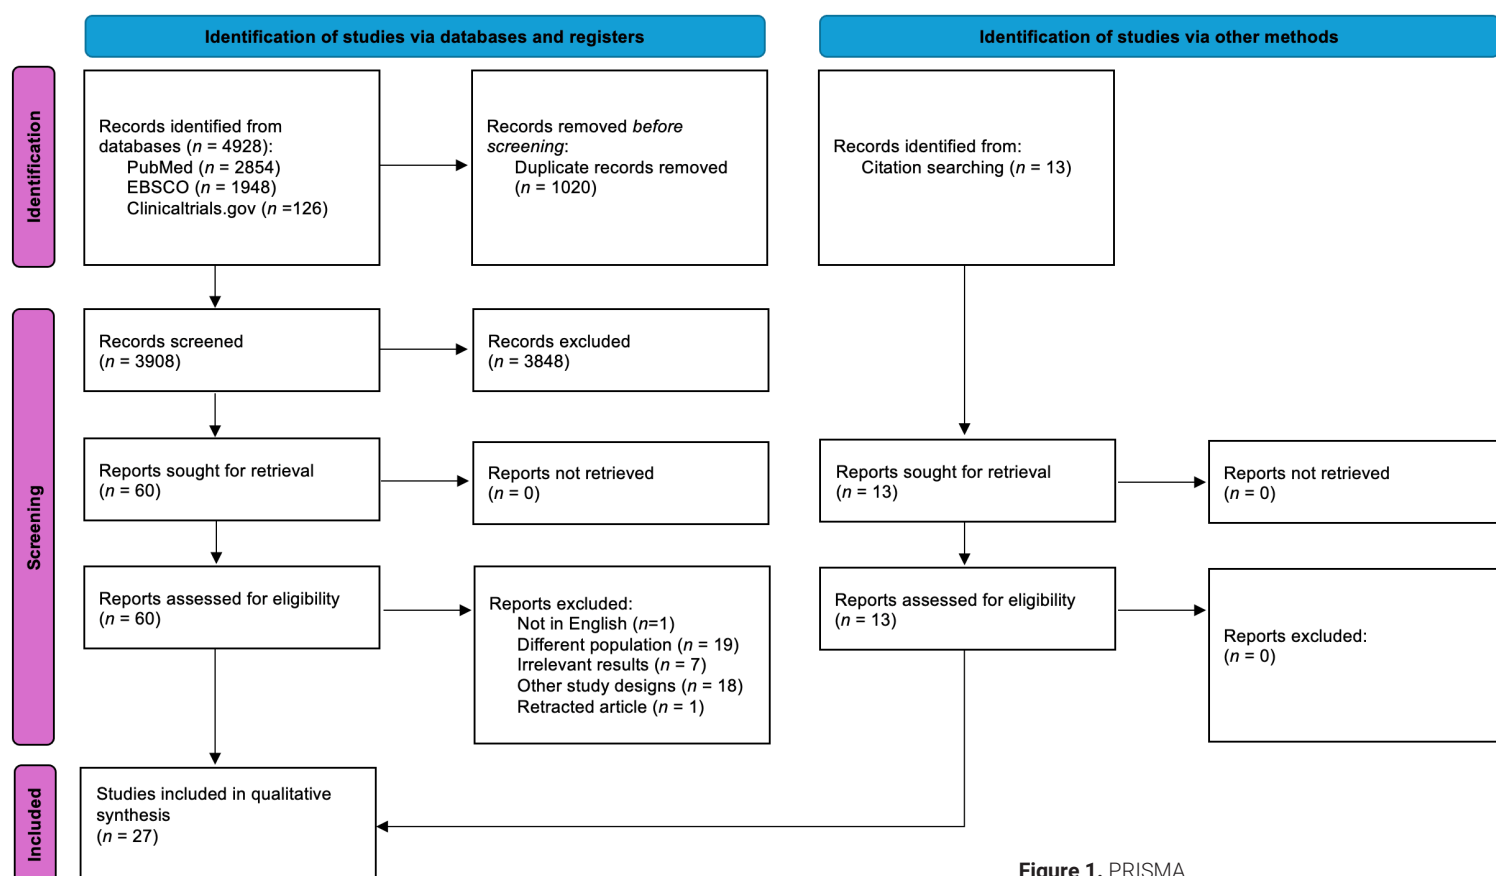 Identification of studies via databases and registers
Identification of studies via other methods
Identification
Records identified from
databases (n = 4928):
PubMed (n = 2854)
EBSCO (n = 1948)
Clinicaltrials.gov (n =126)
Records removed before
screening:
Duplicate records removed
(n = 1020)
Records identified from:
Citation searching (n = 13)
Screening
Records screened
(n = 3908)
Records excluded
(n = 3848)
Reports sought for retrieval
(n = 60)
Reports not retrieved
(n = 0)
Reports sought for retrieval
(n = 13)
Reports not retrieved
(n = 0)
Reports assessed for eligibility
(n = 60)
Reports excluded:
Not in English (n=1)
Different population (n = 19)
Irrelevant results (n = 7)
Other study designs (n = 18)
Retracted article (n = 1)
Reports assessed for eligibility
(n = 13)
Reports excluded:
(n = 0)
Included
Studies included in qualitative
synthesis
(n = 27)
Figure 1. PRISMA